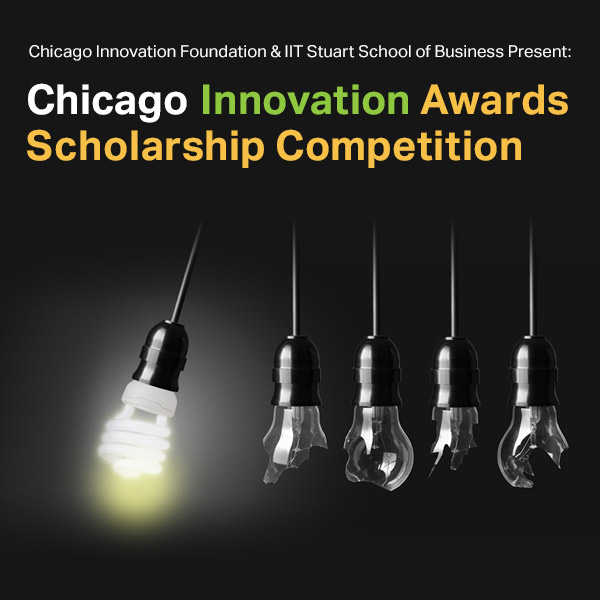 Chicago Innovation Foundation & IIT Stuart School of Business Present:
Chicago Innovation Awards
Scholarship Competition